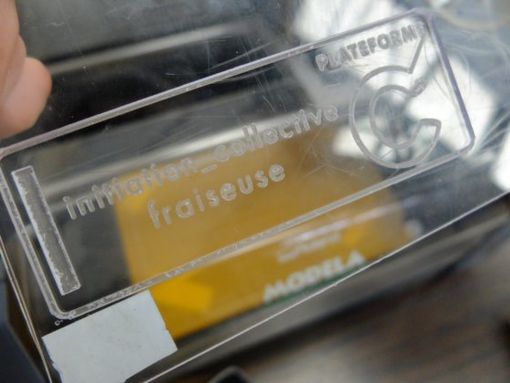 PLATEFORME
C
initiation_collective
fraiseuse
MODELA